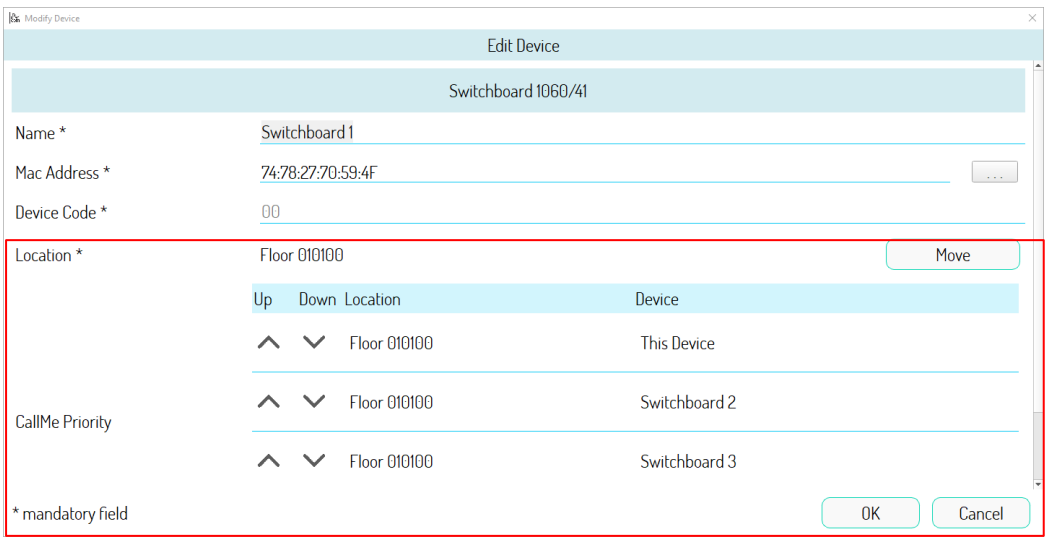 Modify Device
Edit Device
Switchboard 1060/41
Name * Switchboard 1
Mac Address * 74:78:27:70:59:4F ...
Device Code * 00
Location * Floor 010100 Move
Up Down Location Device
Floor 010100 This Device
Floor 010100 Switchboard 2
CallMe Priority
Floor 010100 Switchboard 3
* mandatory field OK Cancel